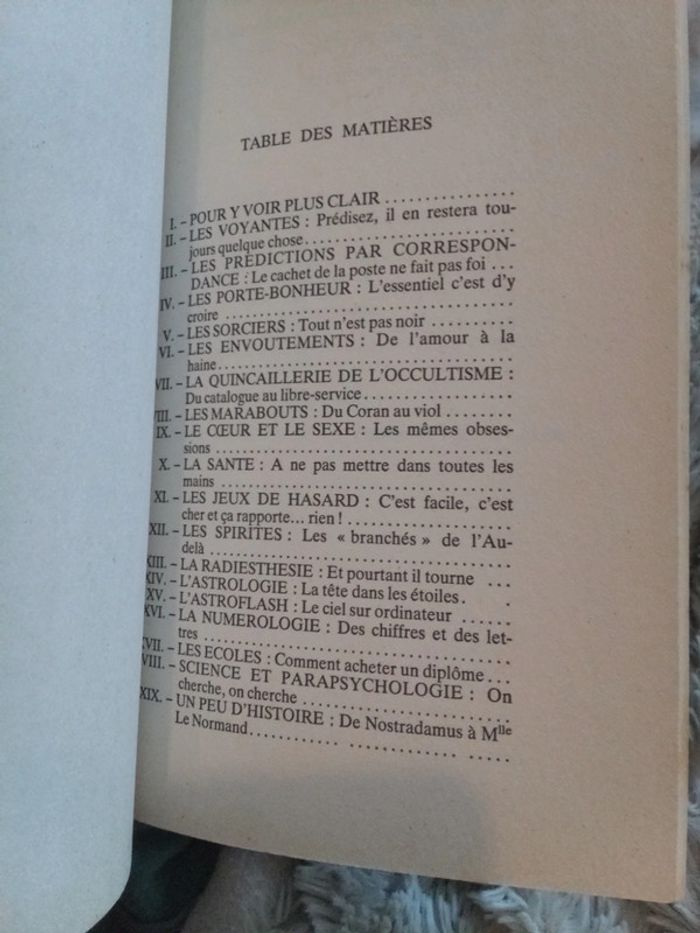 TABLE DES MATIÈRES
I. – POUR Y VOIR PLUS CLAIR ................
II. – LES VOYANTES : Prédisez, il en restera tou-
jours quelque chose.........................
III. – LES PRÉDICTIONS PAR CORRESPON-
DANCE : Le cachet de la poste ne fait pas foi ...
IV. – LES PORTE-BONHEUR : L'essentiel c'est d'y
croire ......................................
V. – LES SORCIERS : Tout n'est pas noir ..........
VI. – LES ENVOUTEMENTS : De l'amour à la
haine.......................................
VII. – LA QUINCAILLERIE DE L'OCCULTISME :
Du catalogue au libre-service...................
VIII. – LES MARABOUTS : Du Coran au viol ........
IX. – LE CŒUR ET LE SEXE : Les mêmes obses-
sions .......................................
X. – LA SANTE : A ne pas mettre dans toutes les
mains ......................................
XI. – LES JEUX DE HASARD : C'est facile, c'est
cher et ça rapporte... rien ! ...................
XII. – LES SPIRITES : Les « branchés » de l'Au-
delà ........................................
XIII. – LA RADIESTHESIE : Et pourtant il tourne ...
XIV. – L'ASTROLOGIE : La tête dans les étoiles. .
XV. – L'ASTROFLASH : Le ciel sur ordinateur ......
XVI. – LA NUMEROLOGIE : Des chiffres et des let-
tres ........................................
XVII. – LES ECOLES : Comment acheter un diplôme...
VIII. – SCIENCE ET PARAPSYCHOLOGIE : On
cherche, on cherche ..........................
XIX. – UN PEU D'HISTOIRE : De Nostradamus à Mlle
Le Normand............ ........... .....